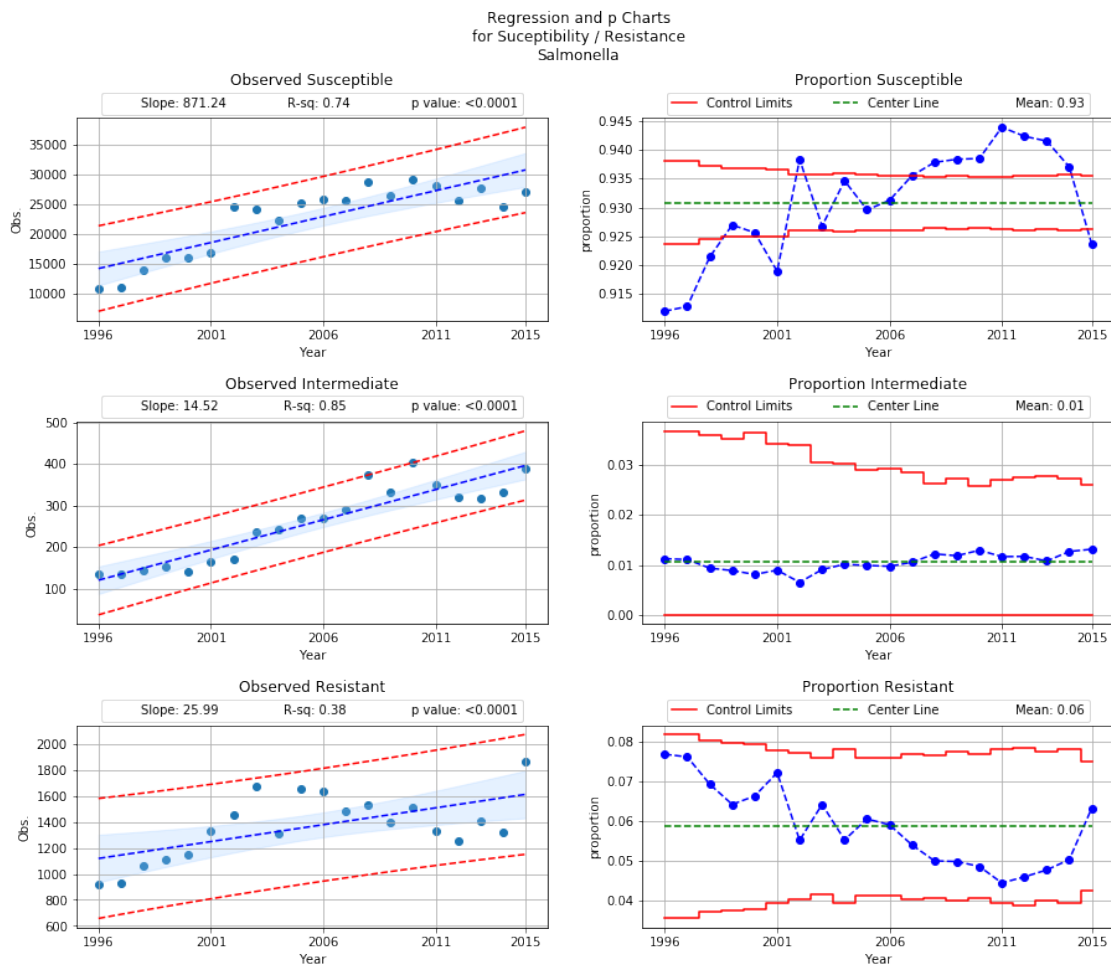 Regression and p Charts
for Suceptibility / Resistance
Salmonella
Observed Susceptible
Slope: 871.24 R-sq: 0.74 p value: <0.0001
35000
30000
25000
20000
15000
10000
Obs.
1996 2001 2006 2011 2015
Year
Proportion Susceptible
Control Limits Center Line Mean: 0.93
0.945
0.940
0.935
0.930
0.925
0.920
0.915
proportion
1996 2001 2006 2011 2015
Year
Observed Intermediate
Slope: 14.52 R-sq: 0.85 p value: <0.0001
500
400
300
200
100
Obs.
1996 2001 2006 2011 2015
Year
Proportion Intermediate
Control Limits Center Line Mean: 0.01
0.03
0.02
0.01
0.00
proportion
1996 2001 2006 2011 2015
Year
Observed Resistant
Slope: 25.99 R-sq: 0.38 p value: <0.0001
2000
1800
1600
1400
1200
1000
800
600
Obs.
1996 2001 2006 2011 2015
Year
Proportion Resistant
Control Limits Center Line Mean: 0.06
0.08
0.07
0.06
0.05
0.04
proportion
1996 2001 2006 2011 2015
Year